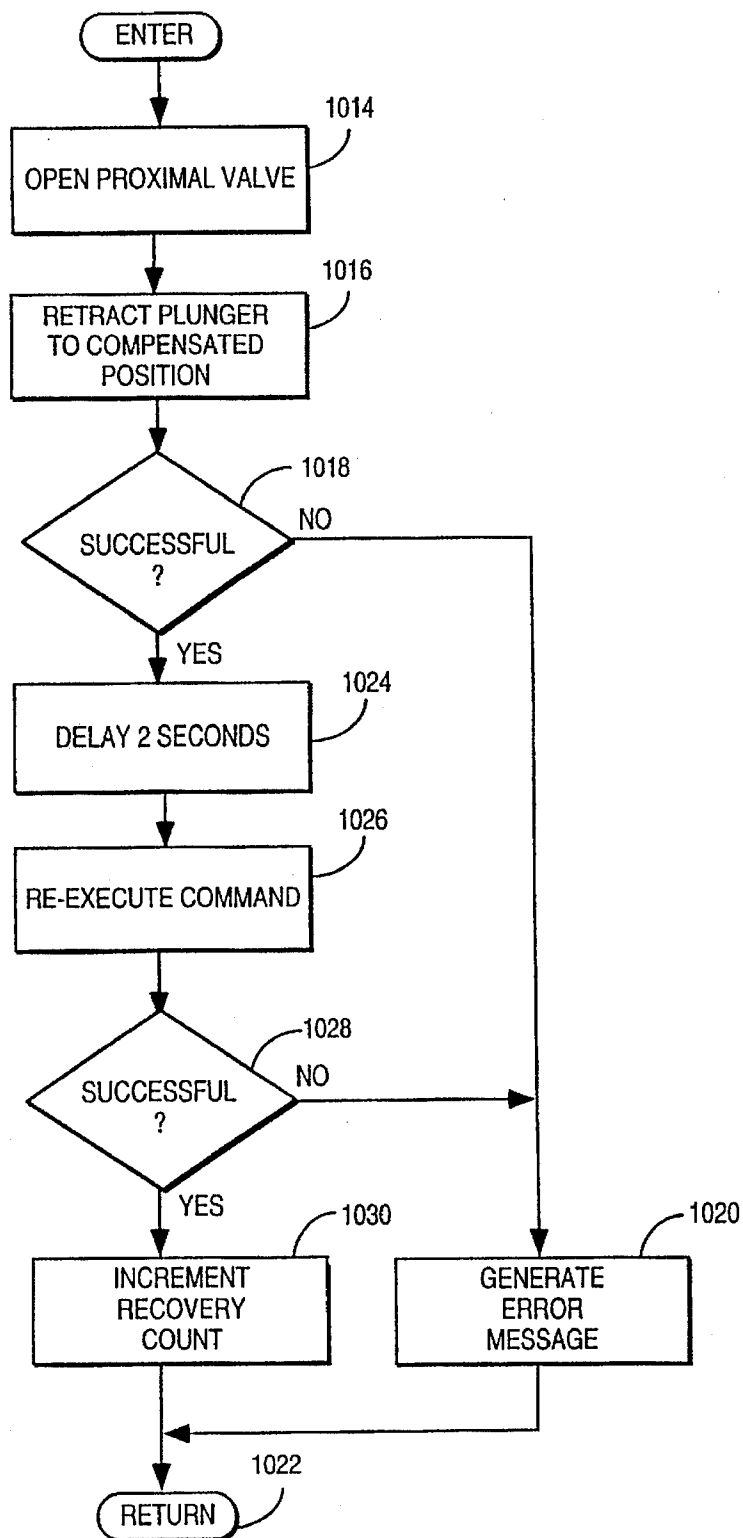 ENTER
1014
OPEN PROXIMAL VALVE
1016
RETRACT PLUNGER
TO COMPENSATED
POSITION
1018
NO
SUCCESSFUL
?
YES
1024
DELAY 2 SECONDS
1026
RE-EXECUTE COMMAND
1028
NO
SUCCESSFUL
?
YES
1030
INCREMENT
RECOVERY
COUNT
1020
GENERATE
ERROR
MESSAGE
1022
RETURN